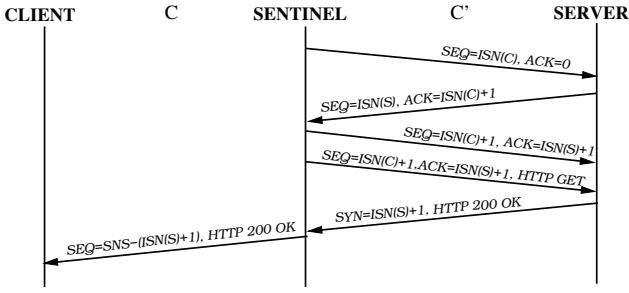 CLIENT C SENTINEL C' SERVER
SEQ=ISN(C), ACK=0
SEQ=ISN(S), ACK=ISN(C)+1
SEQ=ISN(C)+1, ACK=ISN(S)+1
SEQ=ISN(C)+1,ACK=ISN(S)+1, HTTP GET
SYN=ISN(S)+1, HTTP 200 OK
SEQ=SNS-(ISN(S)+1), HTTP 200 OK